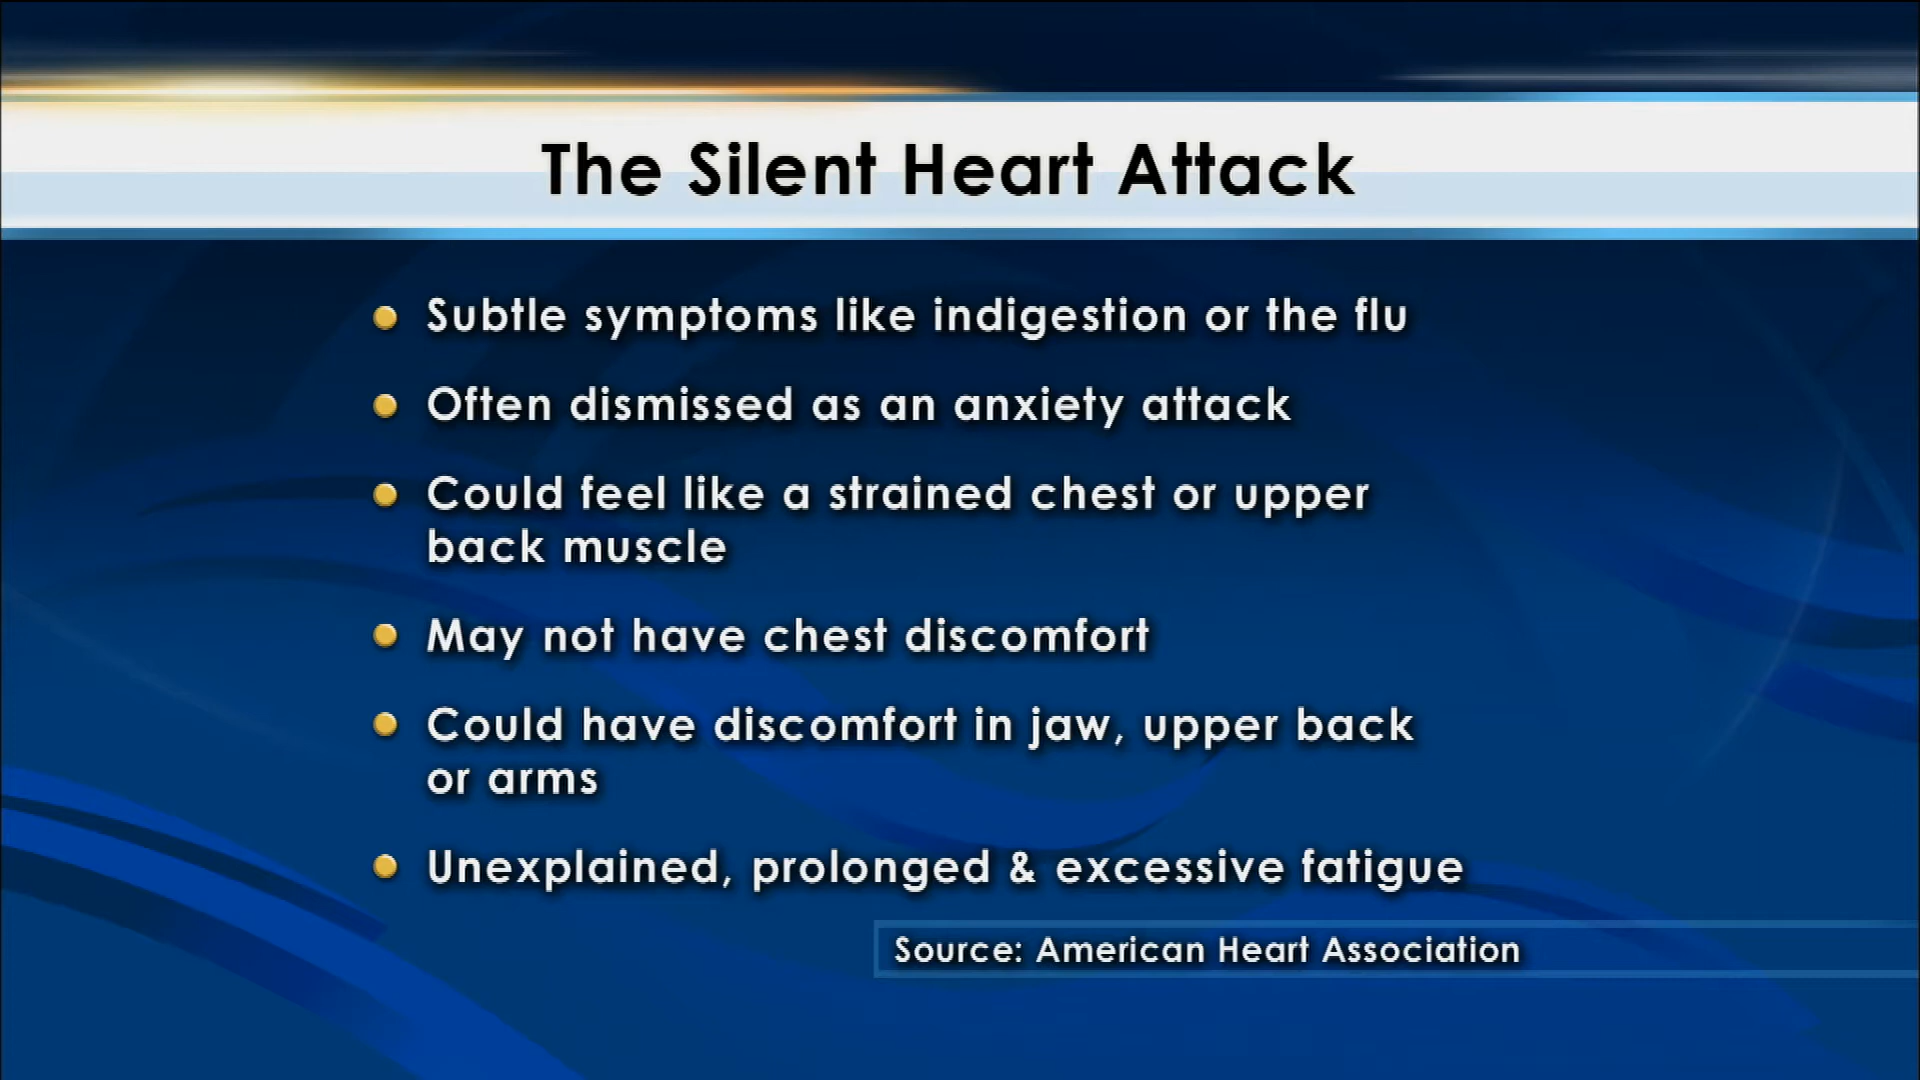 The Silent Heart Attack
Subtle symptoms like indigestion or the flu
Often dismissed as an anxiety attack
Could feel like a strained chest or upper
back muscle
May not have chest discomfort
Could have discomfort in jaw, upper back
or arms
Unexplained, prolonged & excessive fatigue
Source: American Heart Association